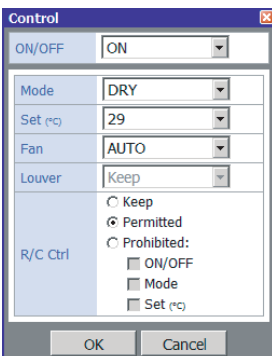 Control
ON/OFF ON
Mode DRY
Set (°C) 29
Fan AUTO
Louver Keep
R/C Ctrl
Keep
Permitted
Prohibited:
ON/OFF
Mode
Set (°C)
OK Cancel